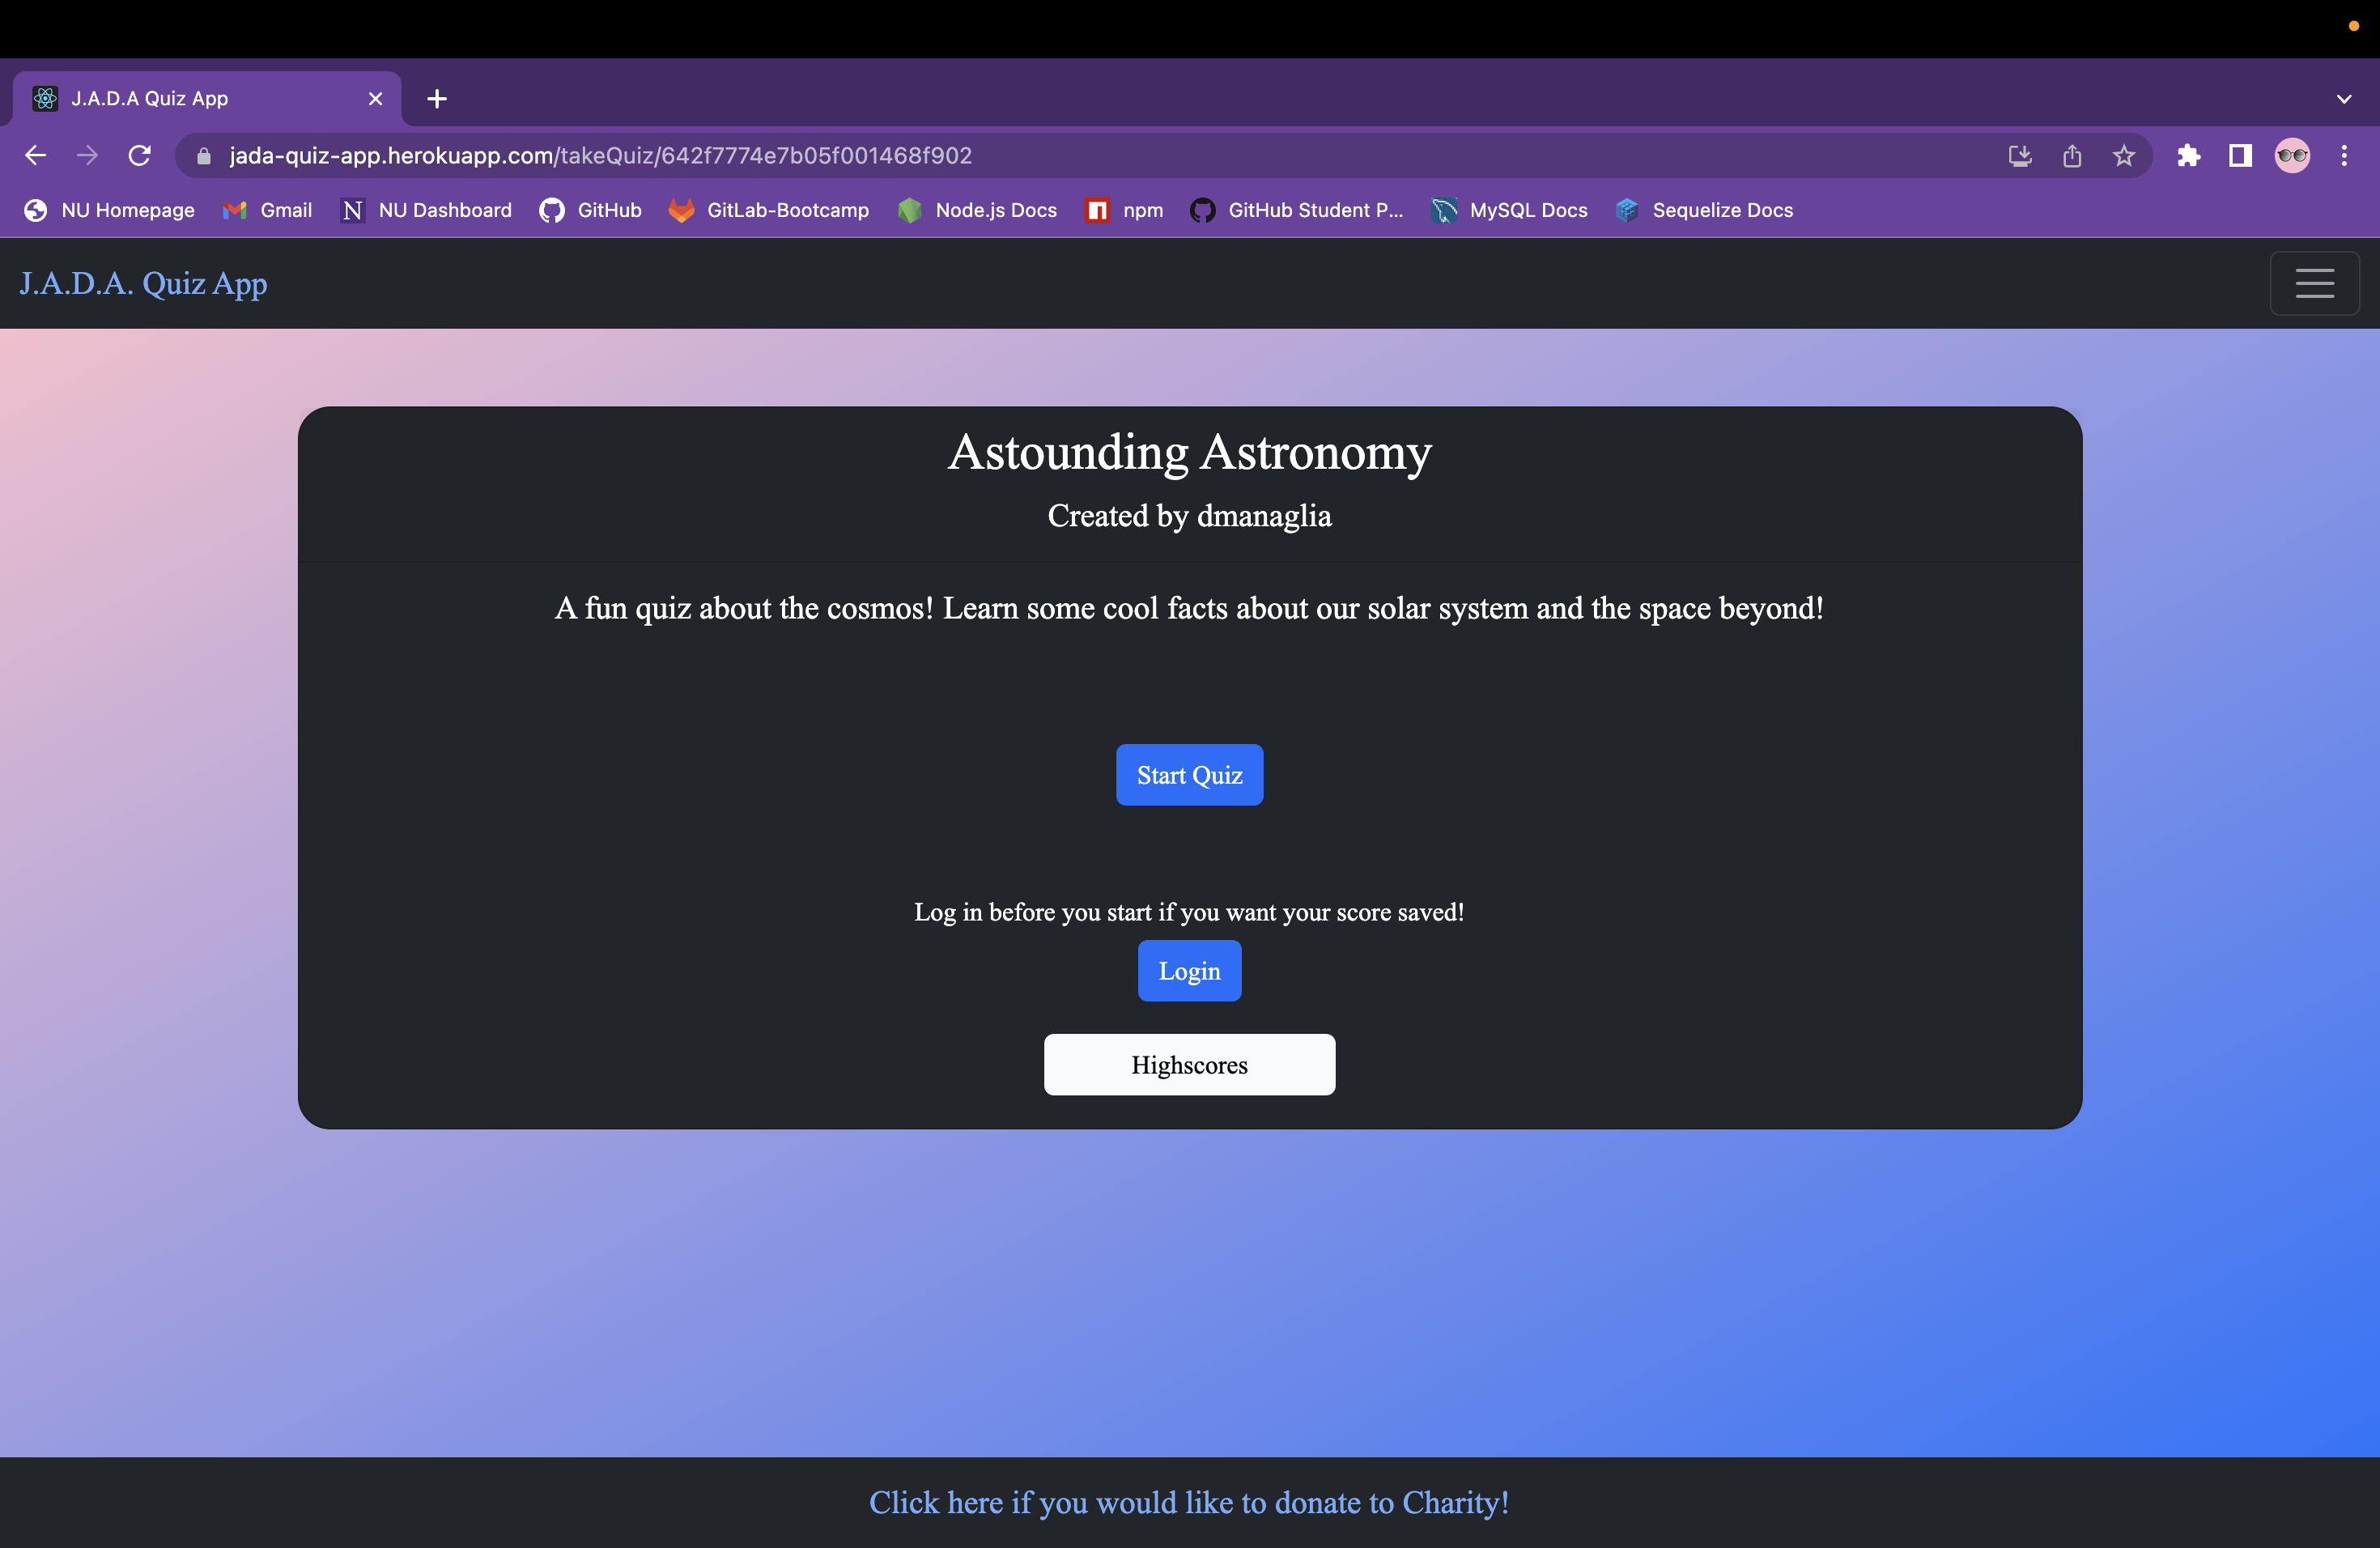 J.A.D.A Quiz App
jada-quiz-app.herokuapp.com/takeQuiz/642f7774e7b05f001468f902
NU Homepage Gmail N NU Dashboard GitHub GitLab-Bootcamp Node.js Docs npm GitHub Student P... MySQL Docs Sequelize Docs
J.A.D.A. Quiz App
Astounding Astronomy
Created by dmanaglia
A fun quiz about the cosmos! Learn some cool facts about our solar system and the space beyond!
Start Quiz
Log in before you start if you want your score saved!
Login
Highscores
Click here if you would like to donate to Charity!